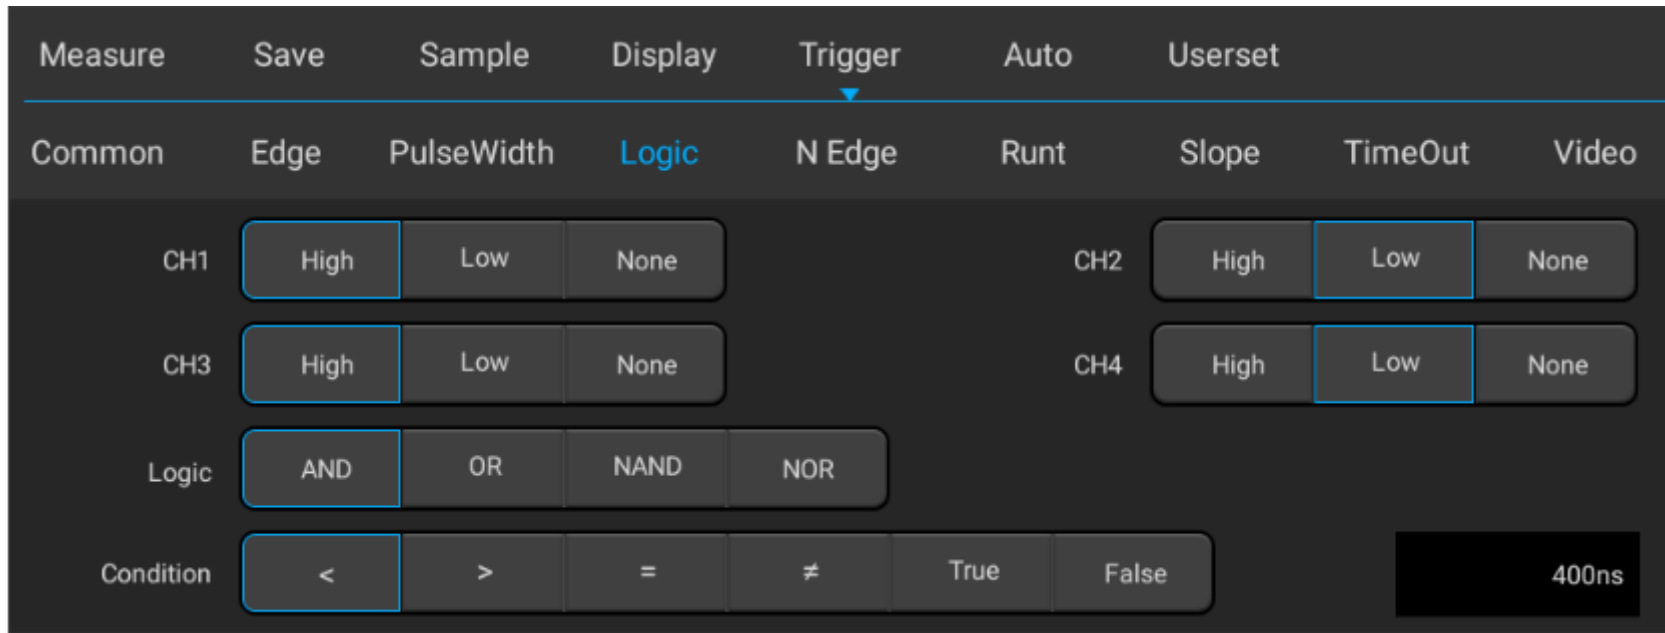 Measure Save Sample Display Trigger Auto Userset
Common Edge PulseWidth Logic N Edge Runt Slope TimeOut Video
CH1 High Low None CH2 High Low None
CH3 High Low None CH4 High Low None
Logic AND OR NAND NOR
Condition < > = ≠ True False 400ns